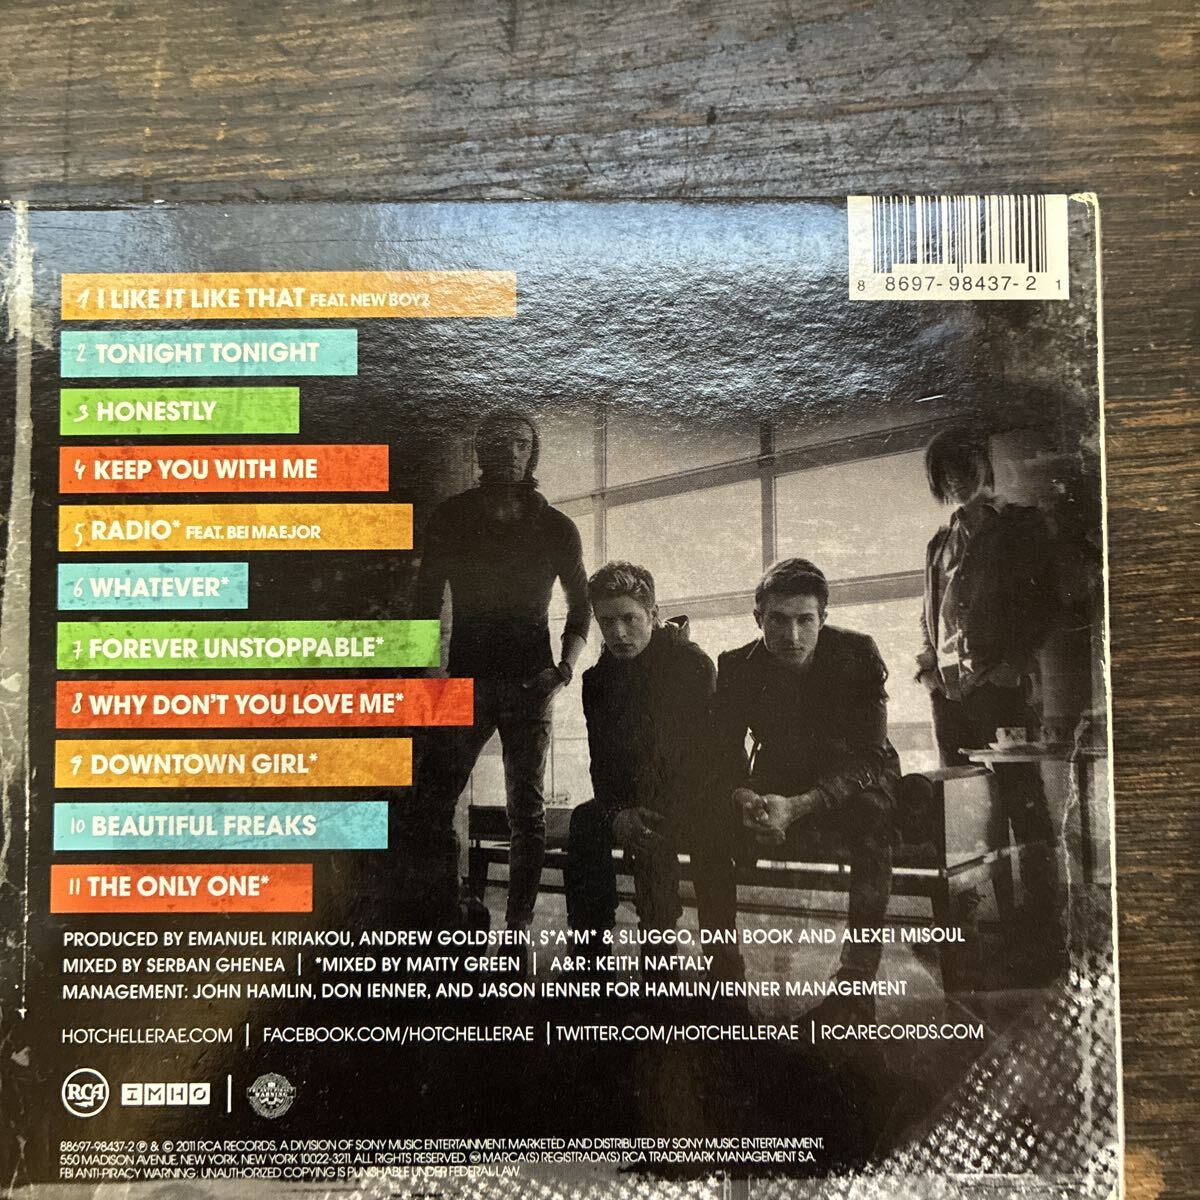 8 8697-98437-2 1
1 I LIKE IT LIKE THAT FEAT. NEW BOYZ
2 TONIGHT TONIGHT
3 HONESTLY
4 KEEP YOU WITH ME
5 RADIO* FEAT. BEI MAEJOR
6 WHATEVER*
7 FOREVER UNSTOPPABLE*
8 WHY DON'T YOU LOVE ME*
9 DOWNTOWN GIRL*
10 BEAUTIFUL FREAKS
11 THE ONLY ONE*
PRODUCED BY EMANUEL KIRIAKOU, ANDREW GOLDSTEIN, S*A*M* & SLUGGO, DAN BOOK AND ALEXEI MISOUL
MIXED BY SERBAN GHENEA | *MIXED BY MATTY GREEN | A&R: KEITH NAFTALY
MANAGEMENT: JOHN HAMLIN, DON IENNER, AND JASON IENNER FOR HAMLIN/IENNER MANAGEMENT
HOTCHELLERAE.COM | FACEBOOK.COM/HOTCHELLERAE | TWITTER.COM/HOTCHELLERAE | RCARECORDS.COM
RCA IMHO | FBI ANTI-PIRACY WARNING
88697-98437-2 ℗ & © 2011 RCA RECORDS, A DIVISION OF SONY MUSIC ENTERTAINMENT. MARKETED AND DISTRIBUTED BY SONY MUSIC ENTERTAINMENT,
550 MADISON AVENUE, NEW YORK, NEW YORK 10022-3211. ALL RIGHTS RESERVED. MARCA(S) REGISTRADA(S) RCA TRADEMARK MANAGEMENT S.A.
FBI ANTI-PIRACY WARNING: UNAUTHORIZED COPYING IS PUNISHABLE UNDER FEDERAL LAW.